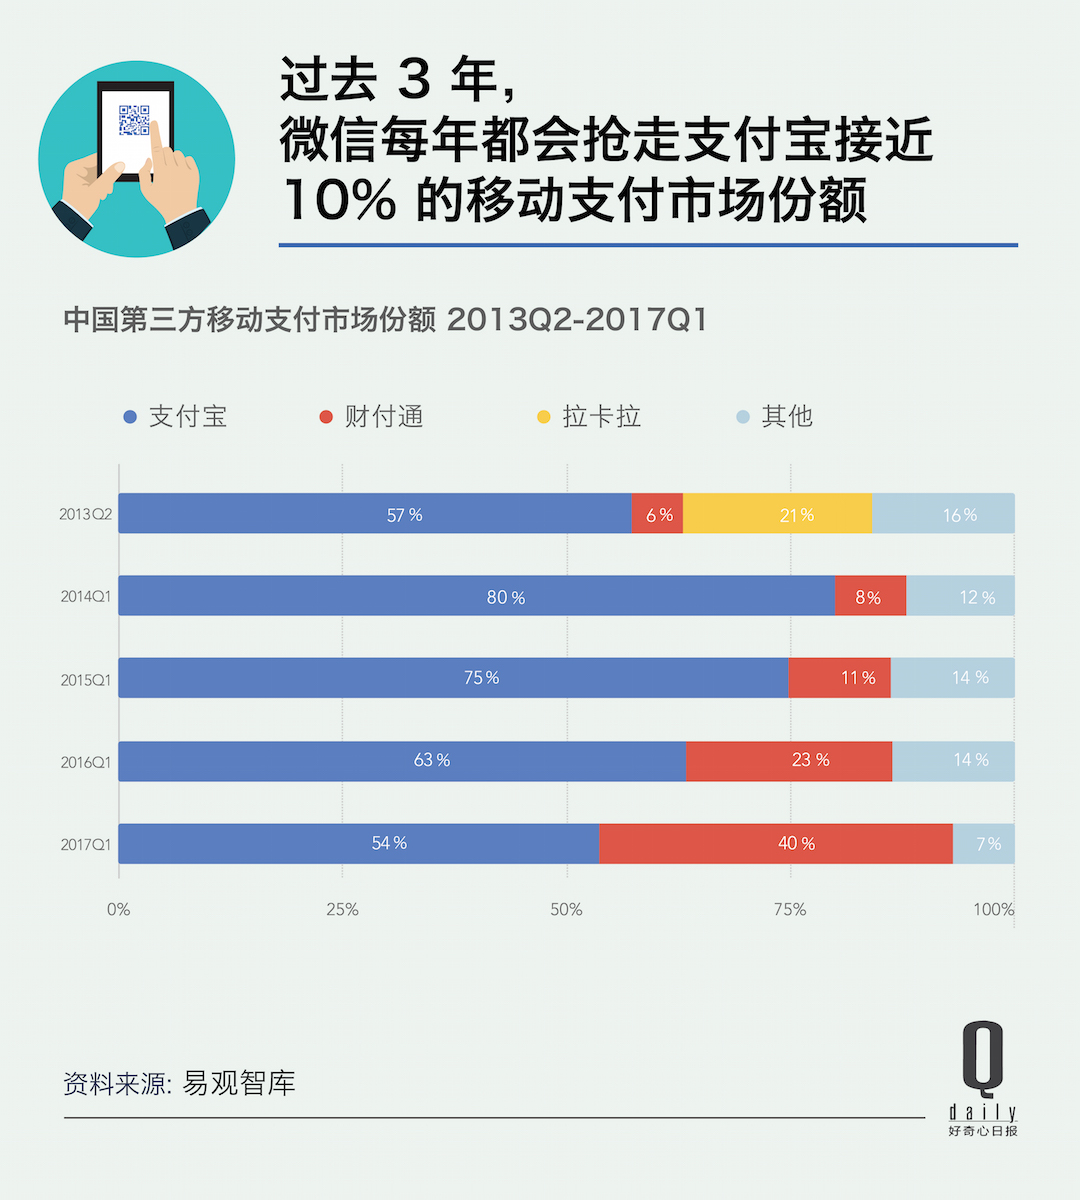 过去 3 年，
微信每年都会抢走支付宝接近
10% 的移动支付市场份额
中国第三方移动支付市场份额 2013Q2-2017Q1
支付宝 财付通 拉卡拉 其他
2013Q2 57% 6% 21% 16%
2014Q1 80% 8% 12%
2015Q1 75% 11% 14%
2016Q1 63% 23% 14%
2017Q1 54% 40% 7%
0% 25% 50% 75% 100%
资料来源: 易观智库
Q
daily
好奇心日报